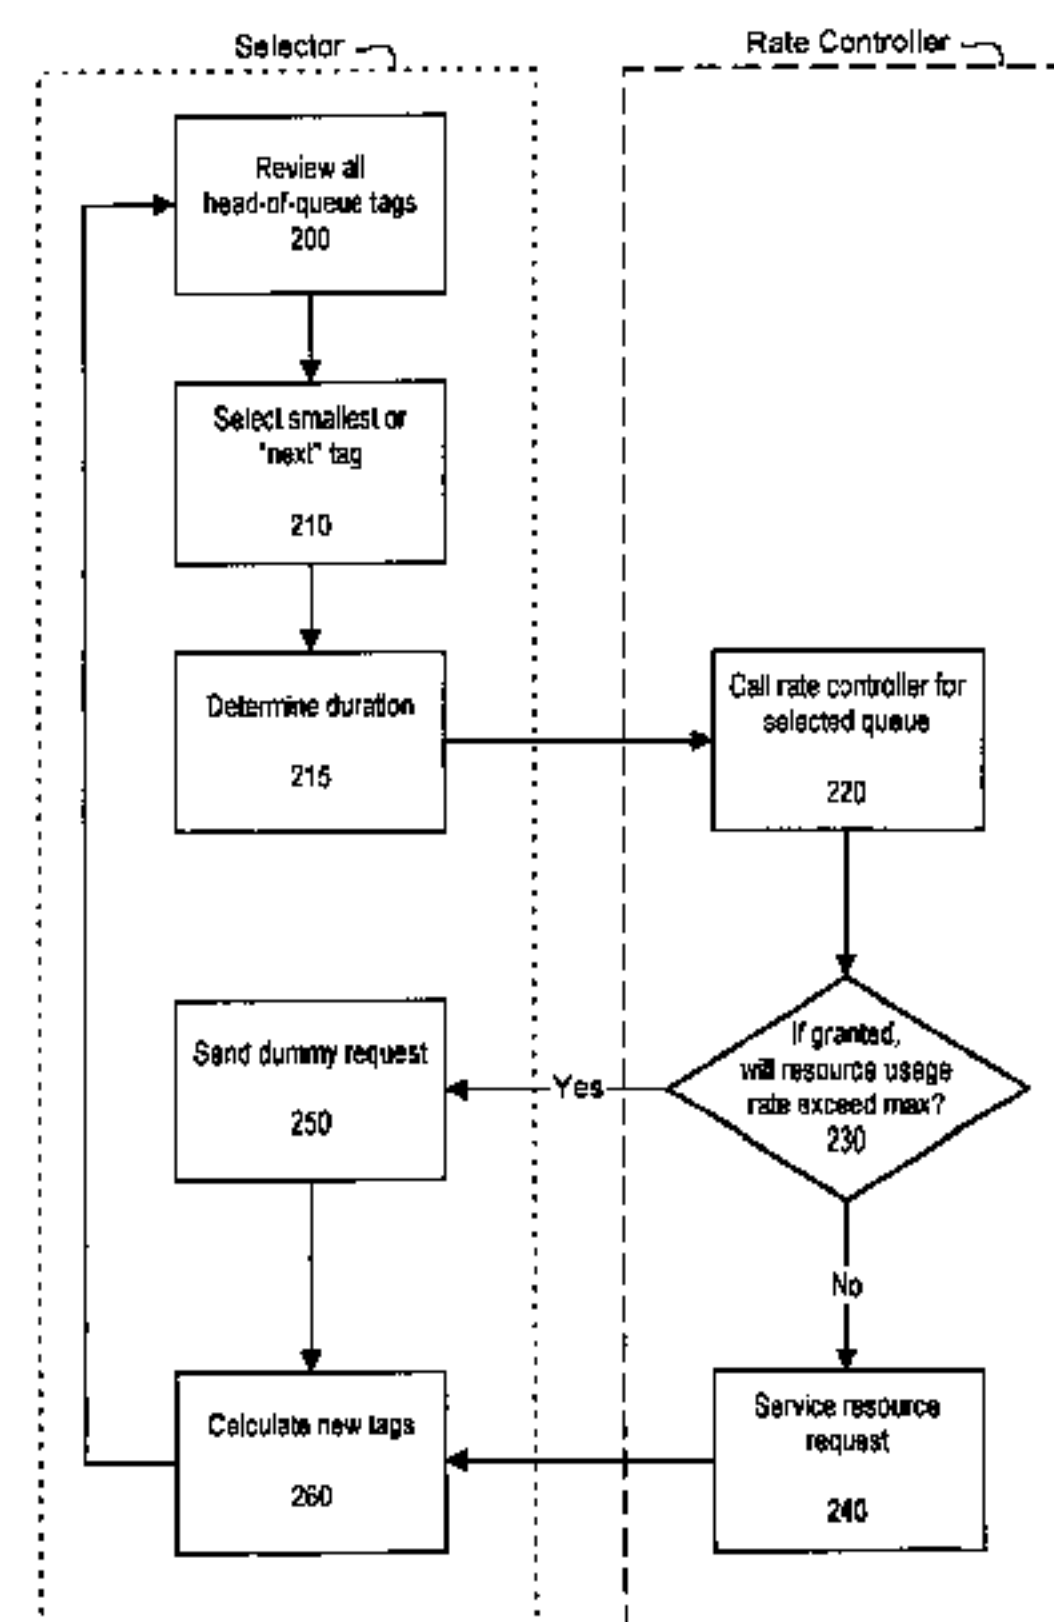 Selector
Rate Controller
Review all
head-of-queue tags
200
Select smallest or
"next" tag
210
Determine duration
215
Call rate controller for
selected queue
220
If granted,
will resource usage
rate exceed max?
230
Yes
Send dummy request
250
No
Service resource
request
240
Calculate new tags
260